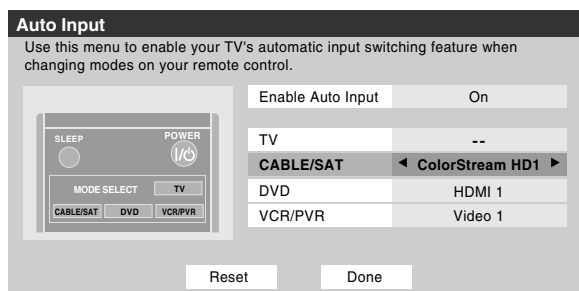 Auto Input
Use this menu to enable your TV's automatic input switching feature when
changing modes on your remote control.
Enable Auto Input On
SLEEP POWER
MODE SELECT TV
CABLE/SAT DVD VCR/PVR
TV --
CABLE/SAT ◄ ColorStream HD1 ►
DVD HDMI 1
VCR/PVR Video 1
Reset Done